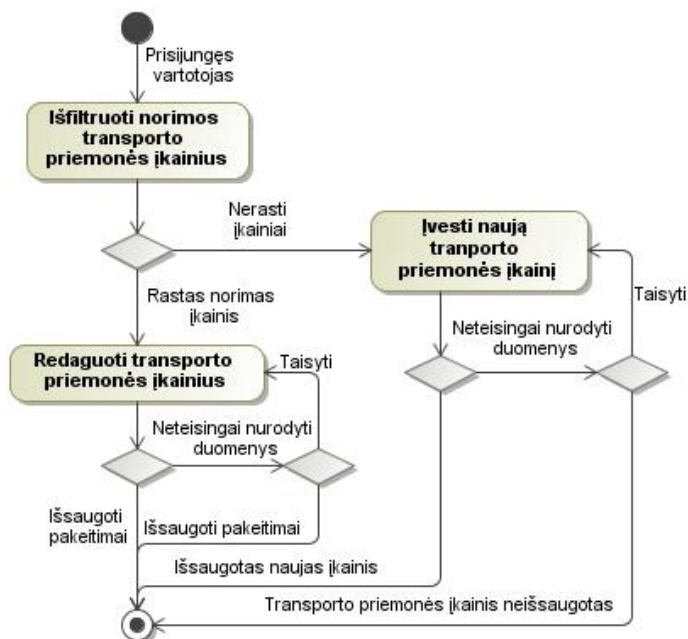 Prisijungęs
vartotojas
Išfiltruoti norimos
transporto
priemonės įkainius
Nerasti
įkainiai
Įvesti naują
tranporto
priemonės įkainį
Taisyti
Rastas norimas
įkainis
Neteisingai nurodyti
duomenys
Redaguoti transporto
priemonės įkainius
Taisyti
Neteisingai nurodyti
duomenys
Išsaugoti
pakeitimai
Išsaugoti pakeitimai
Išsaugotas naujas įkainis
Transporto priemonės įkainis neišsaugotas